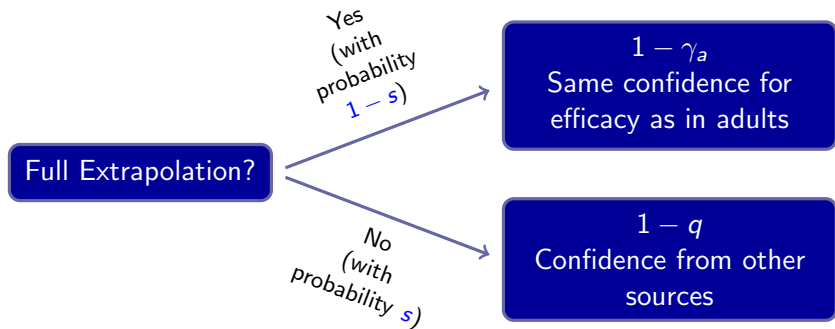 Full Extrapolation?
Yes
(with
probability
1 − s)
1 − γₐ
Same confidence for
efficacy as in adults
No
(with
probability s)
1 − q
Confidence from other
sources